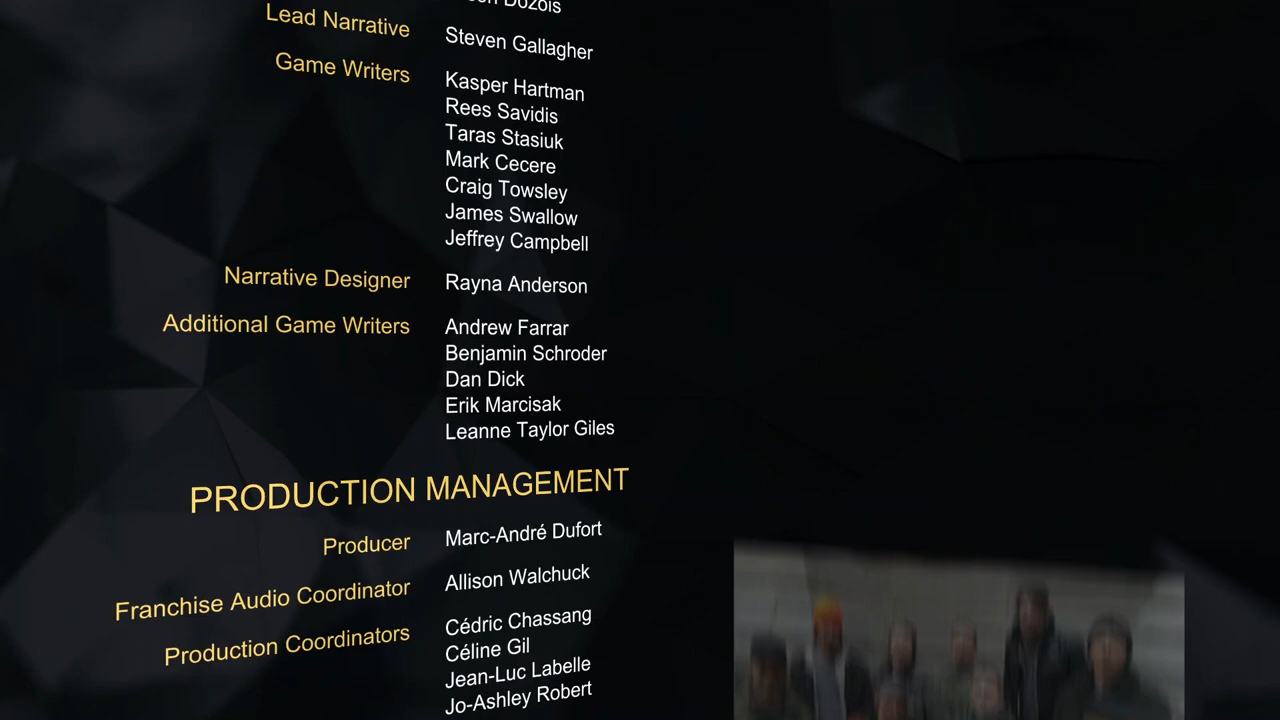 Dozois
Lead Narrative Steven Gallagher
Game Writers Kasper Hartman
Rees Savidis
Taras Stasiuk
Mark Cecere
Craig Towsley
James Swallow
Jeffrey Campbell
Narrative Designer Rayna Anderson
Additional Game Writers Andrew Farrar
Benjamin Schroder
Dan Dick
Erik Marcisak
Leanne Taylor Giles
PRODUCTION MANAGEMENT
Producer Marc-André Dufort
Franchise Audio Coordinator Allison Walchuck
Production Coordinators Cédric Chassang
Céline Gil
Jean-Luc Labelle
Jo-Ashley Robert